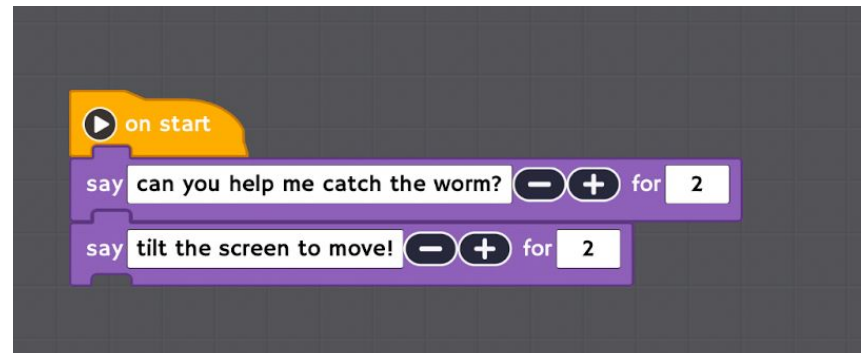 on start
say can you help me catch the worm? − + for 2
say tilt the screen to move! − + for 2